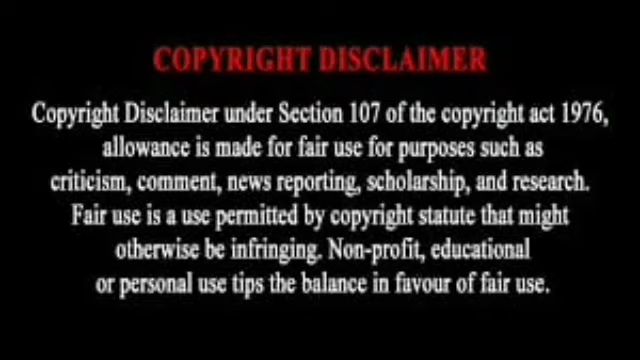 COPYRIGHT DISCLAIMER
Copyright Disclaimer under Section 107 of the copyright act 1976,
allowance is made for fair use for purposes such as
criticism, comment, news reporting, scholarship, and research.
Fair use is a use permitted by copyright statute that might
otherwise be infringing. Non-profit, educational
or personal use tips the balance in favour of fair use.